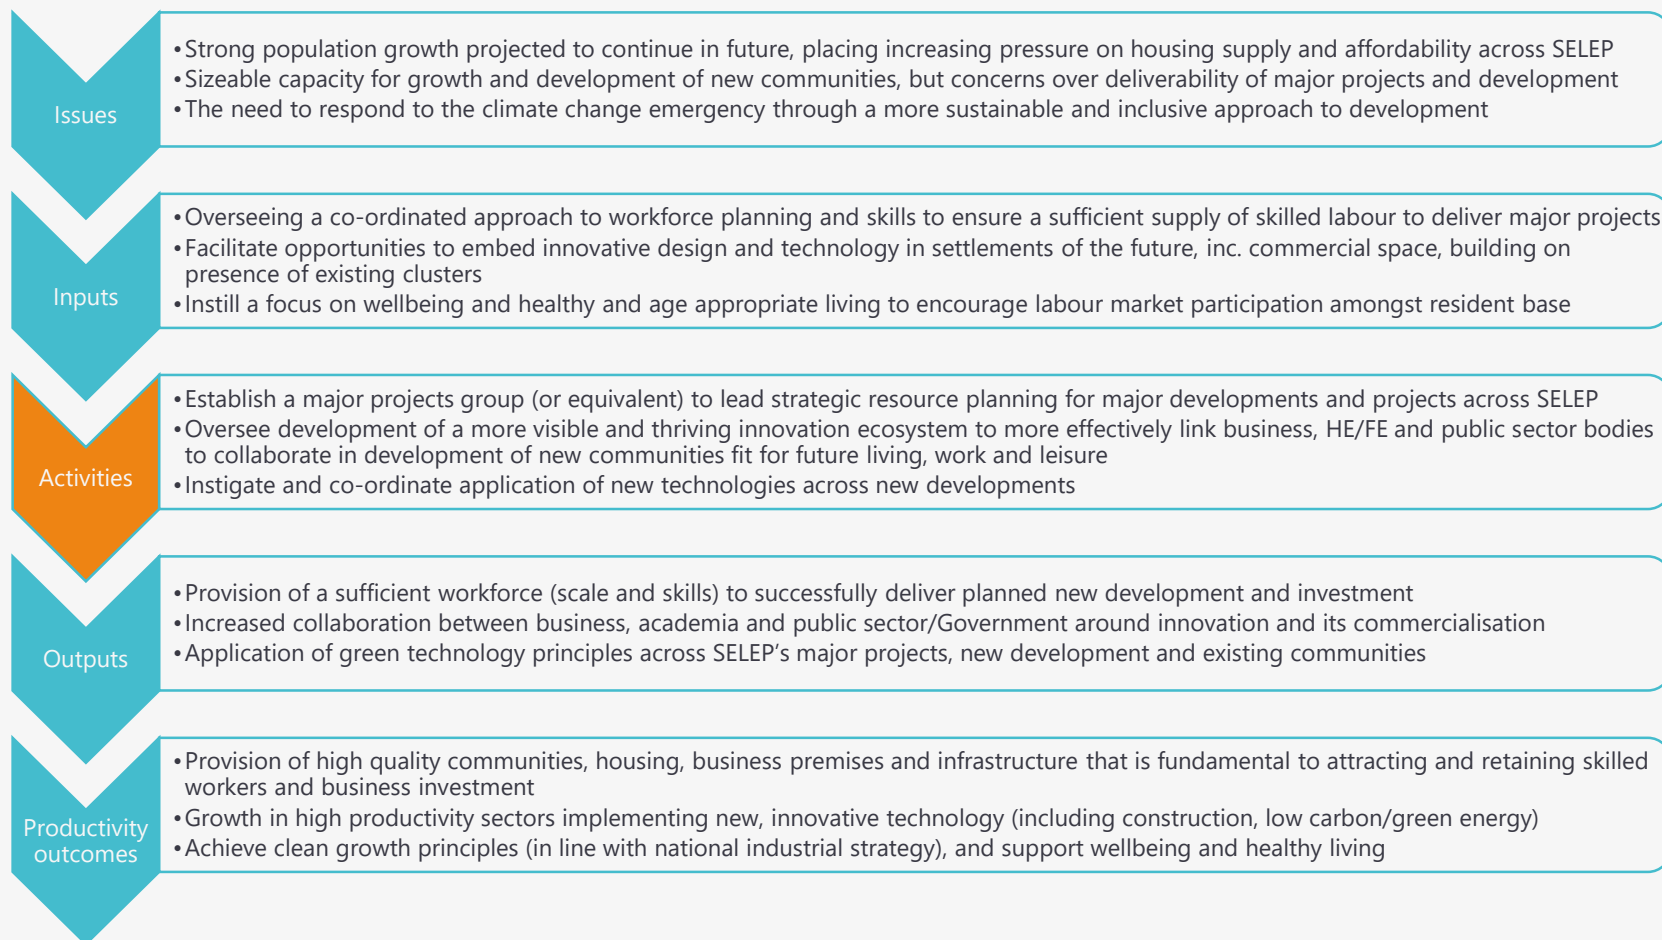 Issues
•Strong population growth projected to continue in future, placing increasing pressure on housing supply and affordability across SELEP
•Sizeable capacity for growth and development of new communities, but concerns over deliverability of major projects and development
•The need to respond to the climate change emergency through a more sustainable and inclusive approach to development
Inputs
•Overseeing a co-ordinated approach to workforce planning and skills to ensure a sufficient supply of skilled labour to deliver major projects
•Facilitate opportunities to embed innovative design and technology in settlements of the future, inc. commercial space, building on
presence of existing clusters
•Instill a focus on wellbeing and healthy and age appropriate living to encourage labour market participation amongst resident base
Activities
•Establish a major projects group (or equivalent) to lead strategic resource planning for major developments and projects across SELEP
•Oversee development of a more visible and thriving innovation ecosystem to more effectively link business, HE/FE and public sector bodies
to collaborate in development of new communities fit for future living, work and leisure
•Instigate and co-ordinate application of new technologies across new developments
Outputs
•Provision of a sufficient workforce (scale and skills) to successfully deliver planned new development and investment
•Increased collaboration between business, academia and public sector/Government around innovation and its commercialisation
•Application of green technology principles across SELEP's major projects, new development and existing communities
Productivity
outcomes
•Provision of high quality communities, housing, business premises and infrastructure that is fundamental to attracting and retaining skilled
workers and business investment
•Growth in high productivity sectors implementing new, innovative technology (including construction, low carbon/green energy)
•Achieve clean growth principles (in line with national industrial strategy), and support wellbeing and healthy living